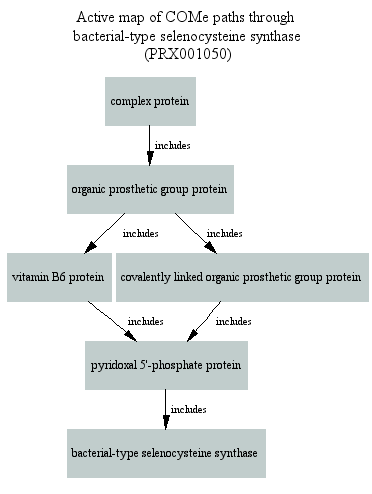 Active map of COMe paths through
bacterial-type selenocysteine synthase
(PRX001050)
complex protein
includes
organic prosthetic group protein
includes
includes
vitamin B6 protein
covalently linked organic prosthetic group protein
includes
includes
pyridoxal 5'-phosphate protein
includes
bacterial-type selenocysteine synthase